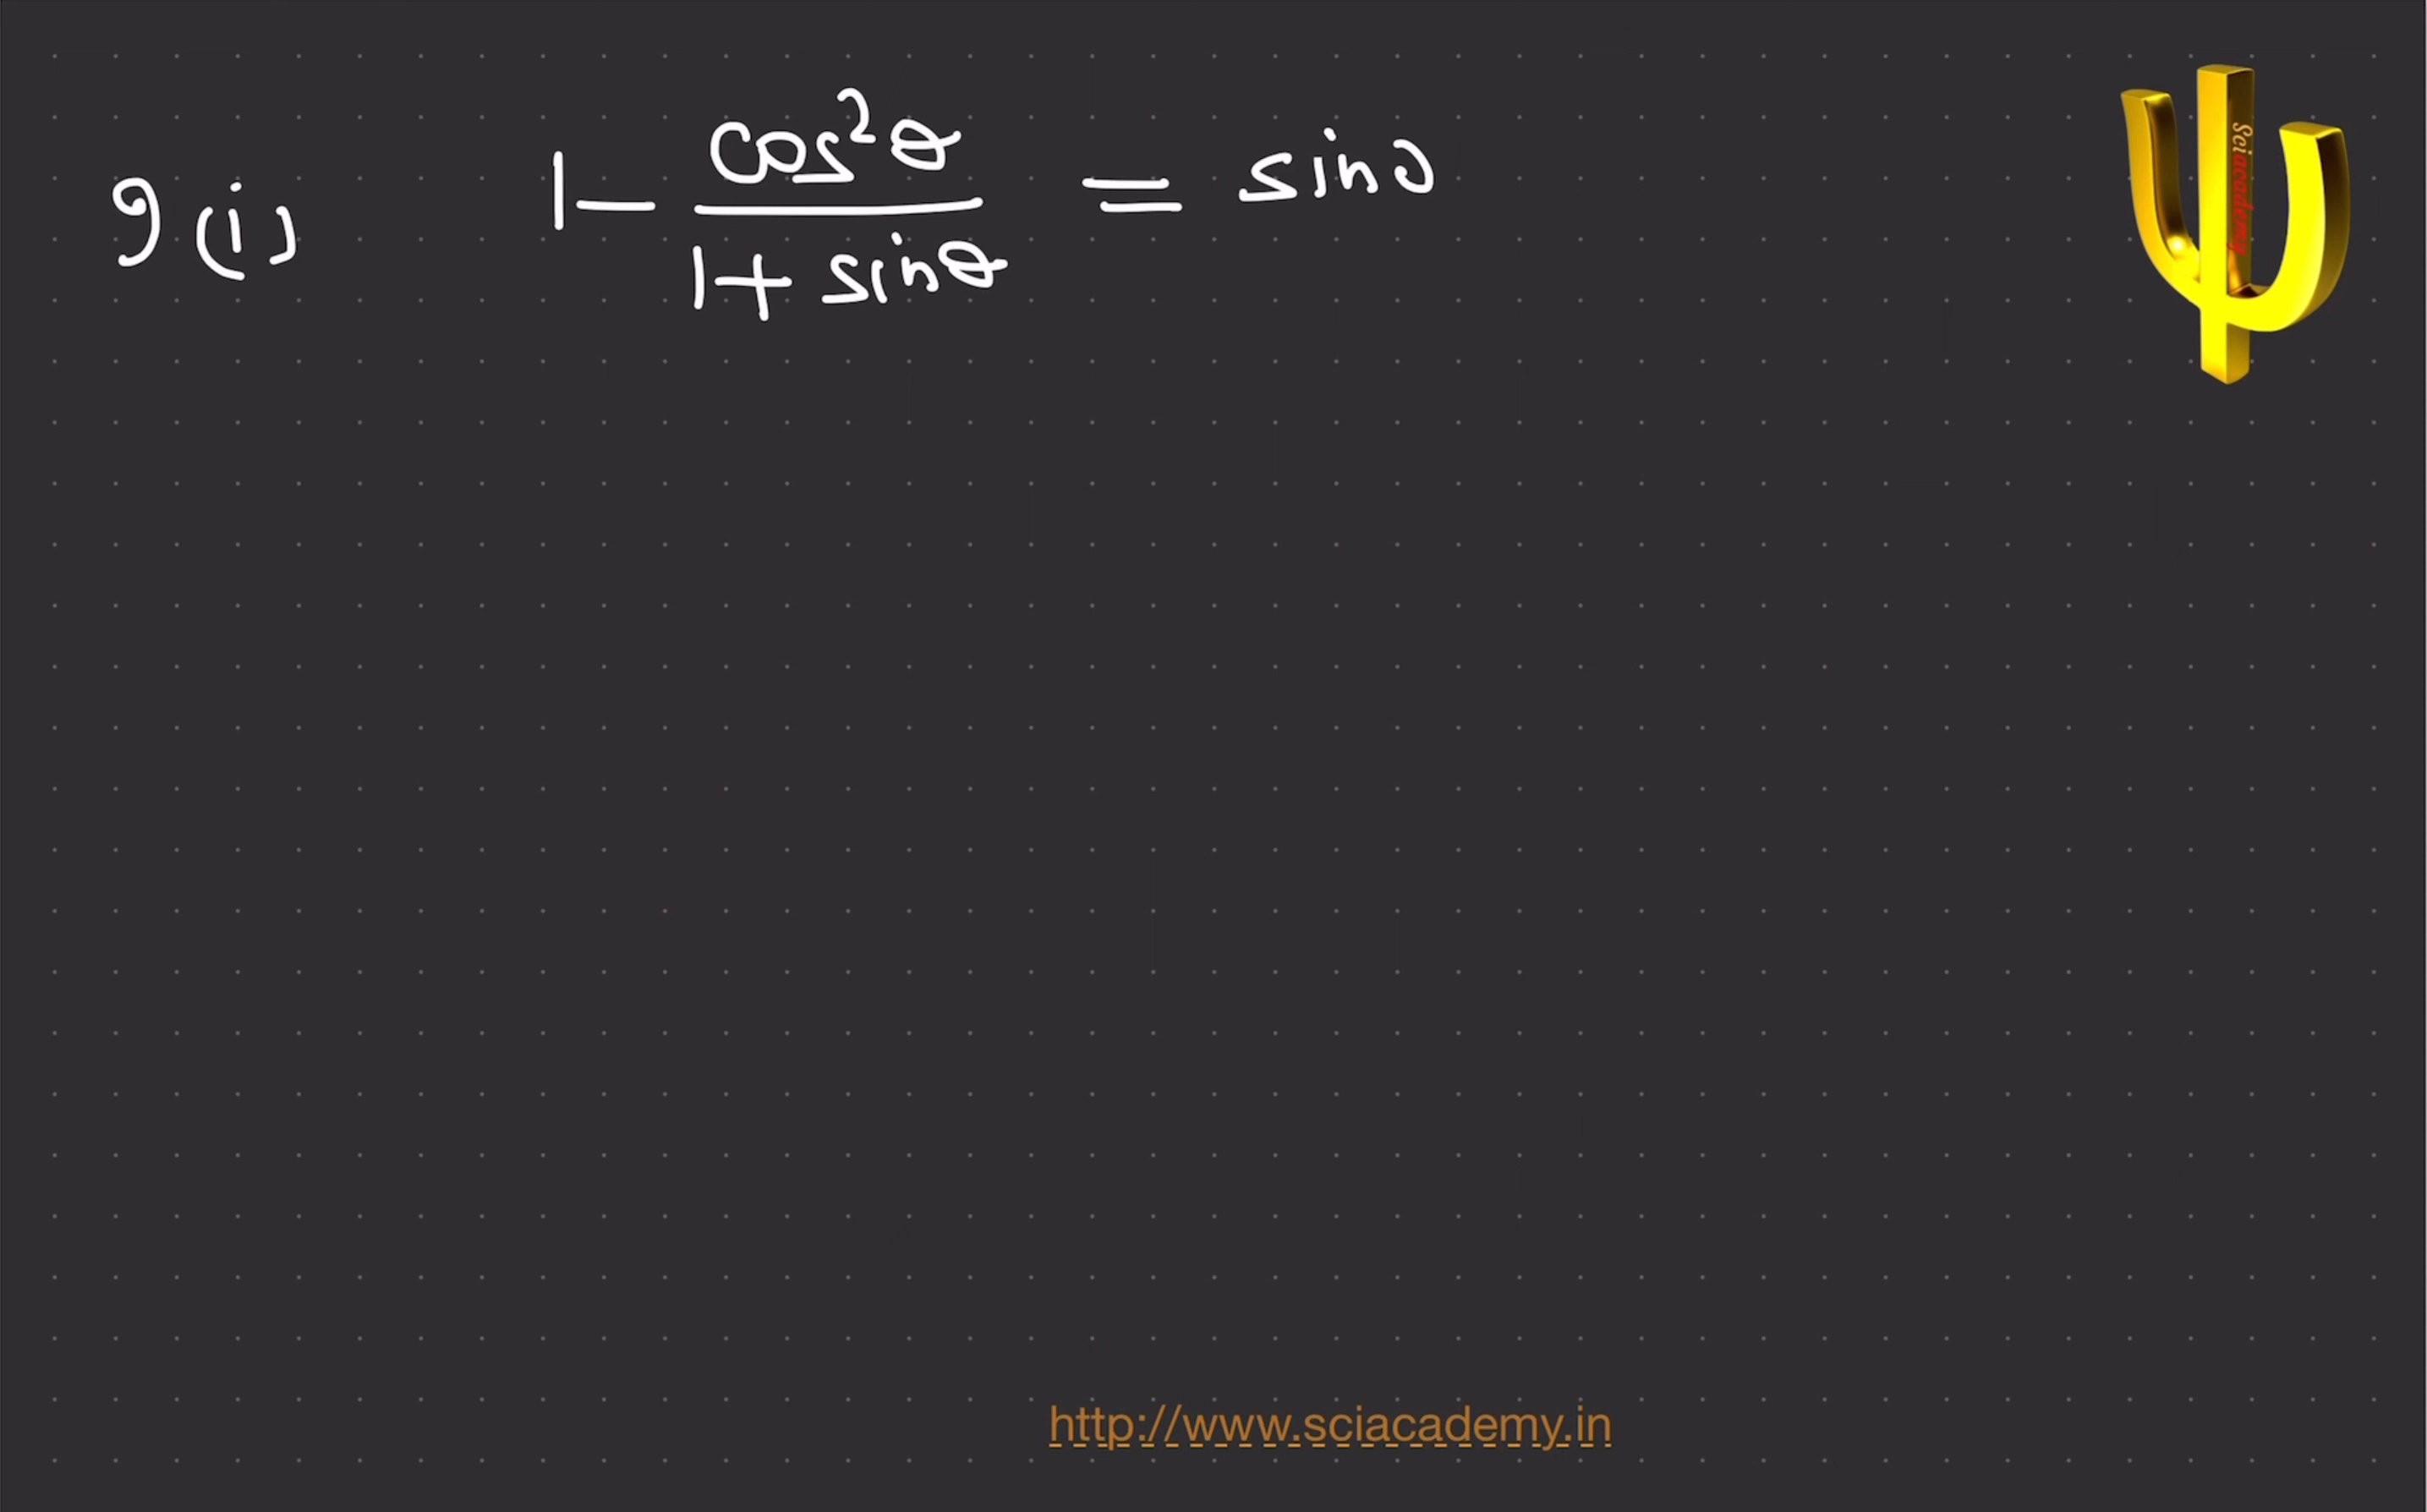 9 (i) 1 - cos²θ / 1 + sinθ = sinθ
Sciacademy
http://www.sciacademy.in